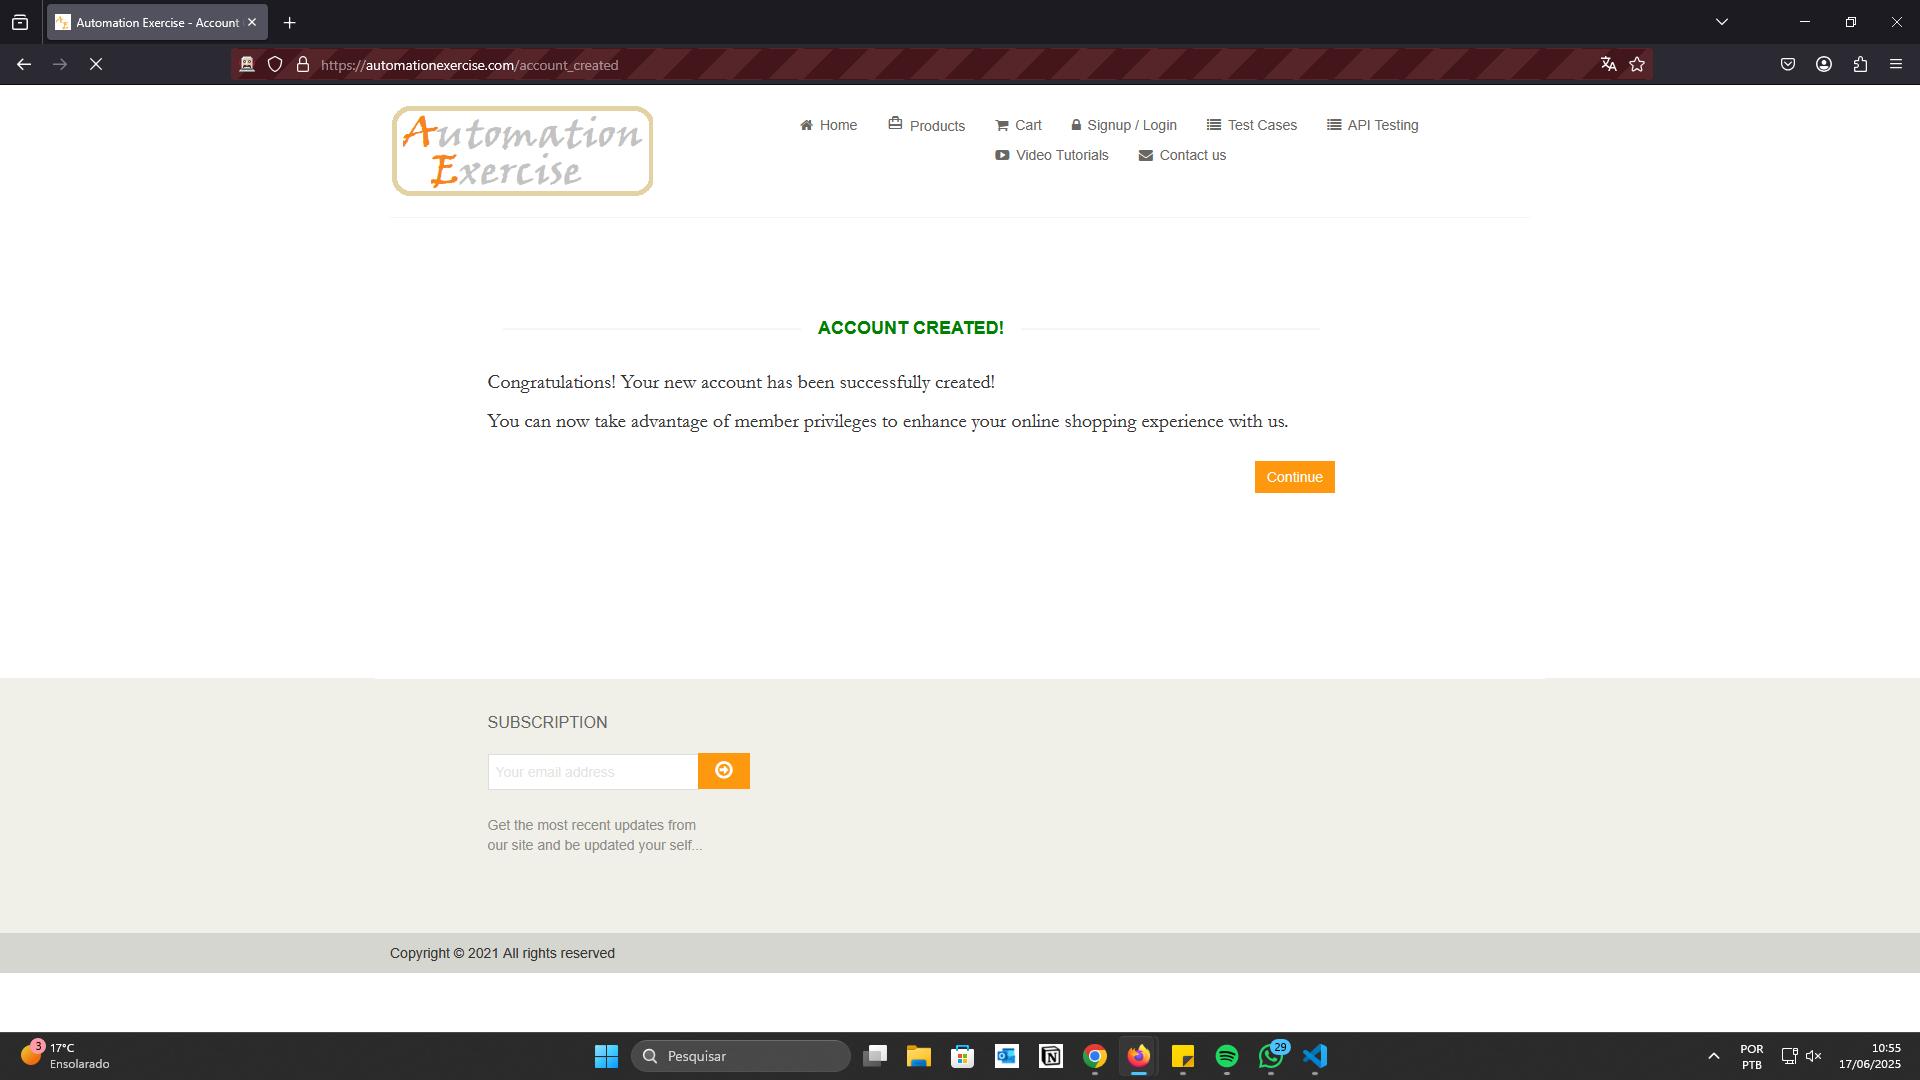 Automation Exercise - Account
https://automationexercise.com/account_created
Automation
Exercise
Home
Products
Cart
Signup / Login
Test Cases
API Testing
Video Tutorials
Contact us
ACCOUNT CREATED!
Congratulations! Your new account has been successfully created!
You can now take advantage of member privileges to enhance your online shopping experience with us.
Continue
SUBSCRIPTION
Your email address
Get the most recent updates from
our site and be updated your self...
Copyright © 2021 All rights reserved
3
17°C
Ensolarado
Pesquisar
29
POR
PTB
10:55
17/06/2025